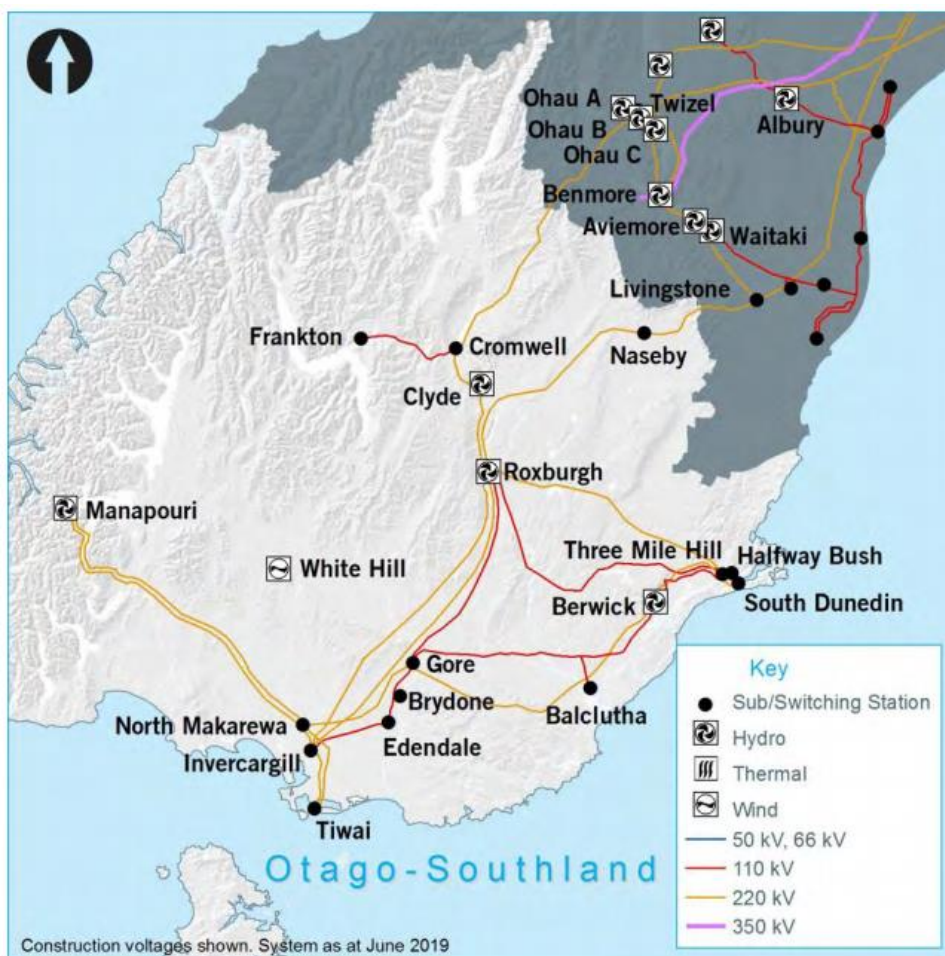 Ohau A
Twizel
Ohau B
Albury
Ohau C
Benmore
Aviemore
Waitaki
Livingstone
Frankton
Cromwell
Naseby
Clyde
Roxburgh
Manapouri
Three Mile Hill
Halfway Bush
White Hill
Berwick
South Dunedin
Gore
Brydone
North Makarewa
Balclutha
Edendale
Invercargill
Tiwai
Otago-Southland
Key
Sub/Switching Station
Hydro
Thermal
Wind
50 kV, 66 kV
110 kV
220 kV
350 kV
Construction voltages shown. System as at June 2019